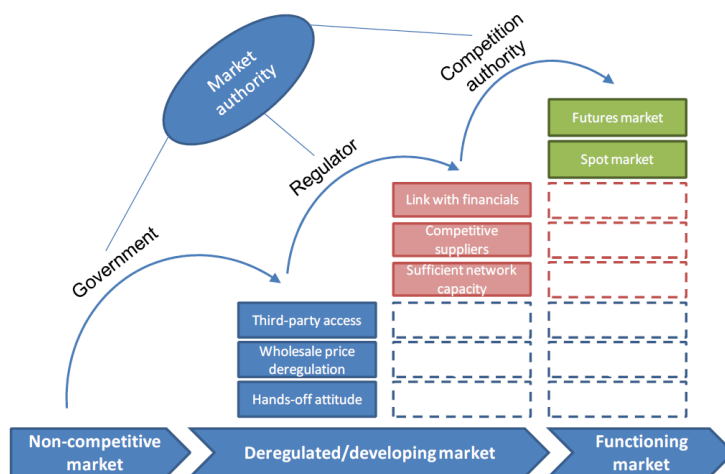 Market
authority
Competition
authority
Futures market
Spot market
Regulator
Link with financials
Competitive
suppliers
Sufficient network
capacity
Government
Third-party access
Wholesale price
deregulation
Hands-off attitude
Non-competitive
market
Deregulated/developing market
Functioning
market